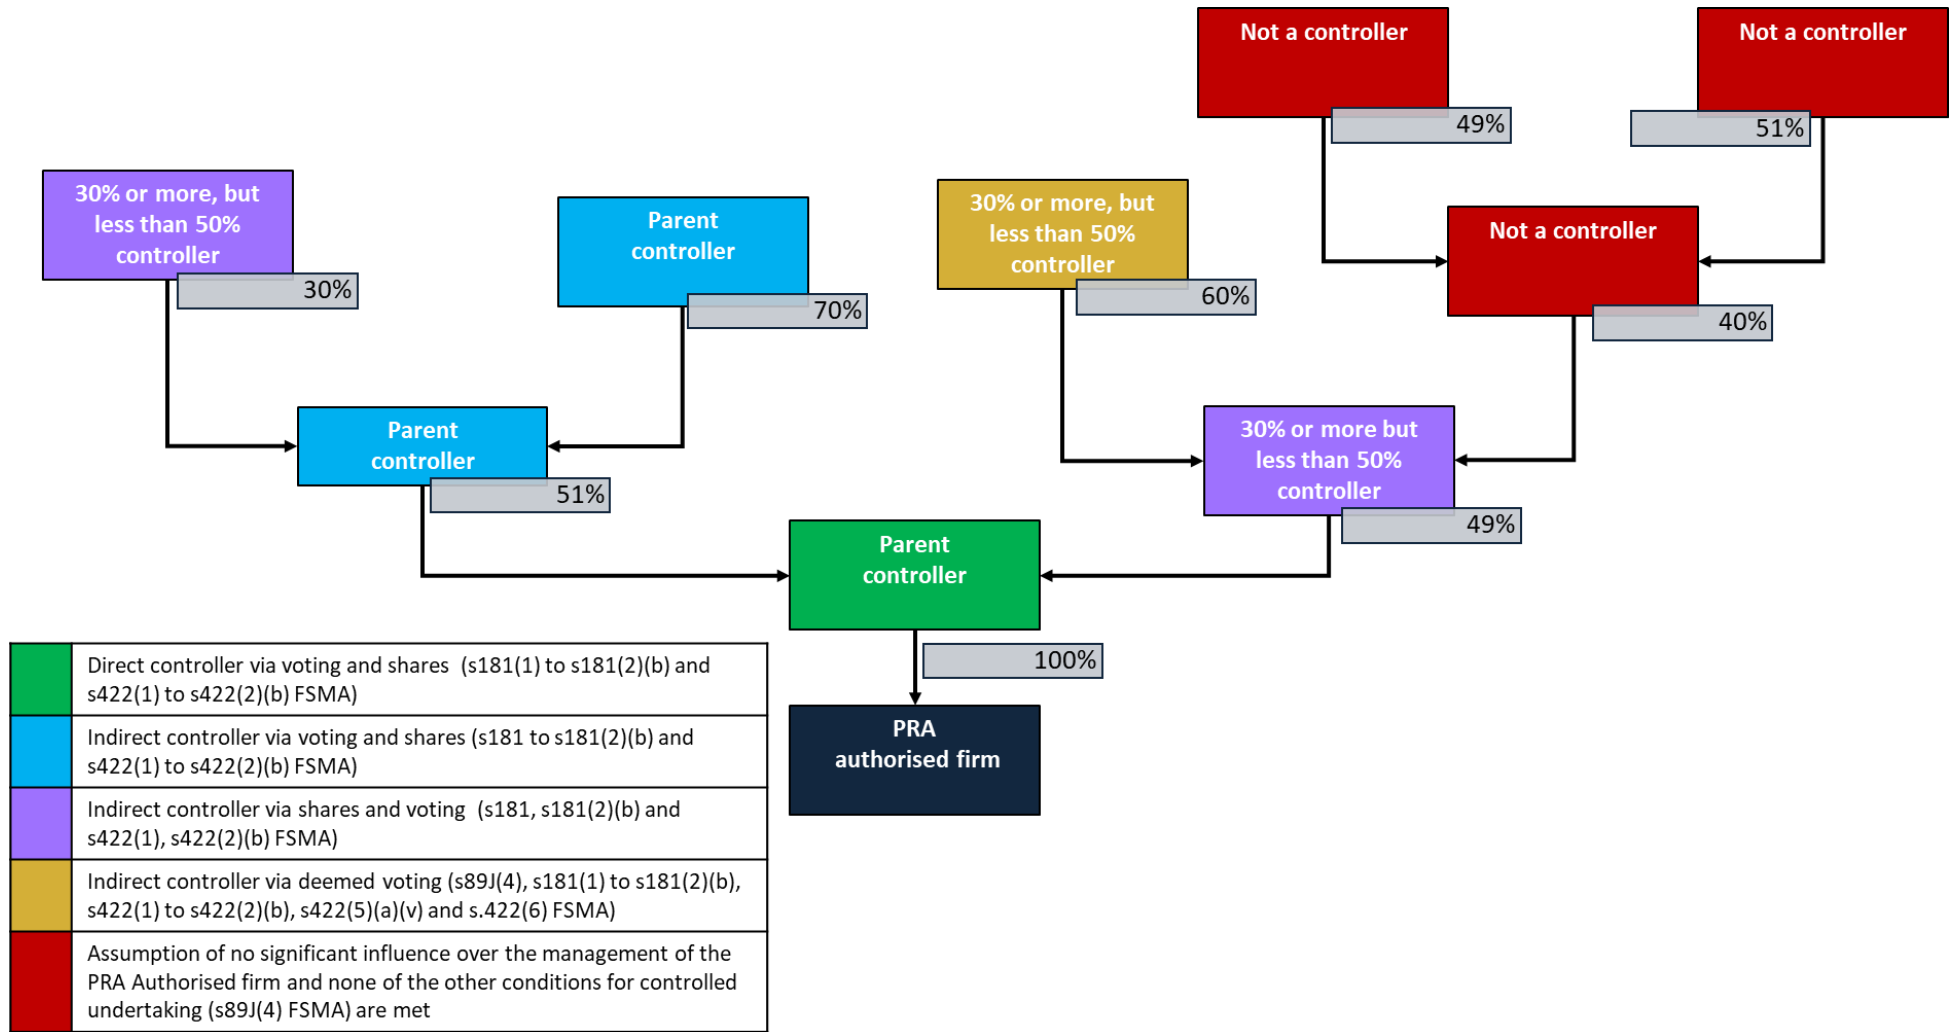 Not a controller
Not a controller
49%
51%
30% or more, but
less than 50%
controller
30%
Parent
controller
70%
30% or more, but
less than 50%
controller
60%
Not a controller
40%
Parent
controller
51%
30% or more but
less than 50%
controller
49%
Parent
controller
100%
PRA
authorised firm
Direct controller via voting and shares (s181(1) to s181(2)(b) and
s422(1) to s422(2)(b) FSMA)
Indirect controller via voting and shares (s181 to s181(2)(b) and
s422(1) to s422(2)(b) FSMA)
Indirect controller via shares and voting (s181, s181(2)(b) and
s422(1), s422(2)(b) FSMA)
Indirect controller via deemed voting (s89J(4), s181(1) to s181(2)(b),
s422(1) to s422(2)(b), s422(5)(a)(v) and s.422(6) FSMA)
Assumption of no significant influence over the management of the
PRA Authorised firm and none of the other conditions for controlled
undertaking (s89J(4) FSMA) are met